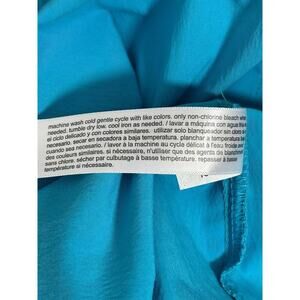 machine wash cold gentle cycle with like colors. only non-chlorine bleach when
needed. tumble dry low. cool iron as needed. / lavar a máquina con agua fría en
el ciclo delicado y con colores similares. utilizar solo blanqueador sin cloro
necesario. secar en secadora a baja temperatura. planchar a temperatura
cuando sea necesario. / laver à la machine au cycle délicat à l'eau froide
des couleurs similaires. si nécessaire, n'utiliser que des agents de blanchiment
sans chlore. sécher par culbutage à basse température. repasser à basse
température si nécessaire.